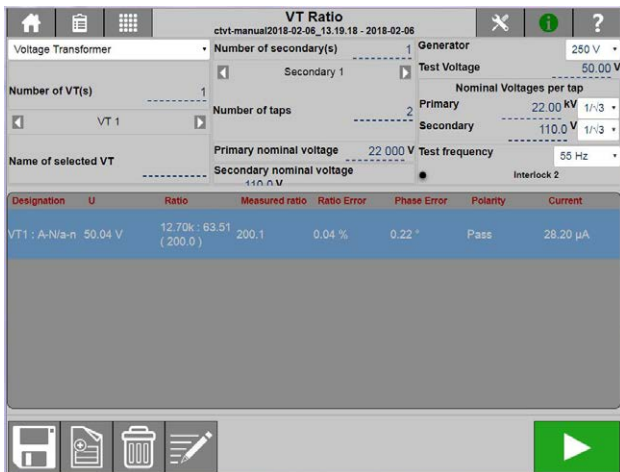 VT Ratio
ctvt-manual2018-02-06_13.19.18 - 2018-02-06
?
Voltage Transformer
Number of VT(s) 1
VT 1
Name of selected VT
Number of secondary(s) 1
Secondary 1
Number of taps 2
Primary nominal voltage 22 000 V
Secondary nominal voltage
110.0 V
Generator 250 V
Test Voltage 50.00 V
Nominal Voltages per tap
Primary 22.00 kV 1/√3
Secondary 110.0 V 1/√3
Test frequency 55 Hz
Interlock 2
Designation U Ratio Measured ratio Ratio Error Phase Error Polarity Current
VT1 : A-N/a-n 50.04 V 12.70k : 63.51 200.1 0.04 % 0.22 ° Pass 28.20 µA
( 200.0 )